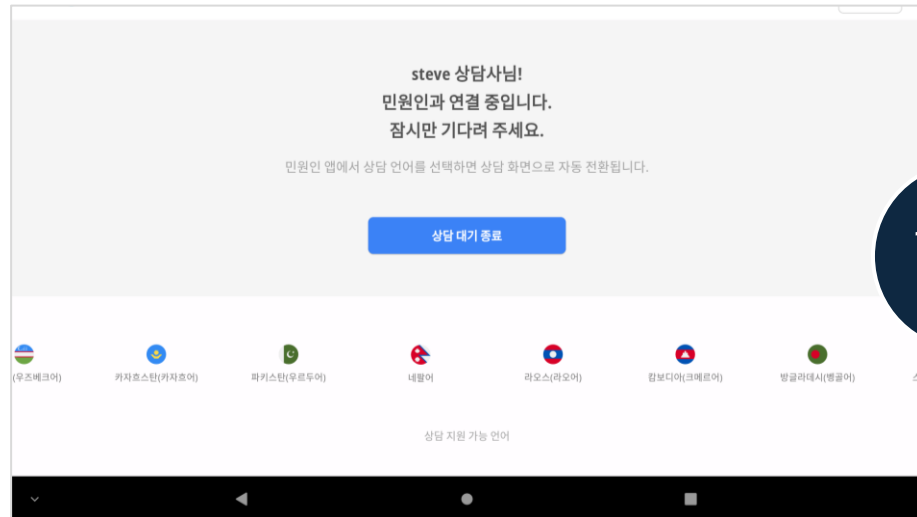 steve 상담사님!
민원인과 연결 중입니다.
잠시만 기다려 주세요.
민원인 앱에서 상담 언어를 선택하면 상담 화면으로 자동 전환됩니다.
상담 대기 종료
(우즈베크어)
카자흐스탄(카자흐어)
파키스탄(우르두어)
네팔어
라오스(라오어)
캄보디아(크메르어)
방글라데시(벵골어)
상담 지원 가능 언어